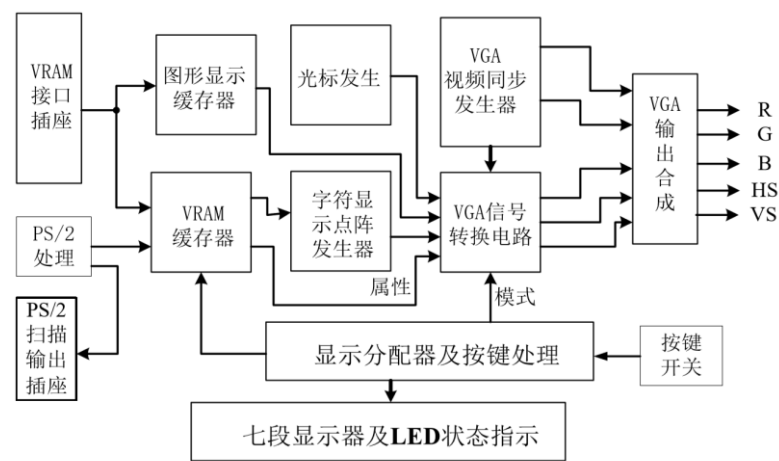 VRAM
接口
插座
图形显示
缓存器
光标发生
VGA
视频同步
发生器
VGA
输
出
合
成
R
G
B
HS
VS
PS/2
处理
VRAM
缓存器
字符显
示点阵
发生器
VGA信号
转换电路
属性
模式
PS/2
扫描
输出
插座
显示分配器及按键处理
按键
开关
七段显示器及LED状态指示